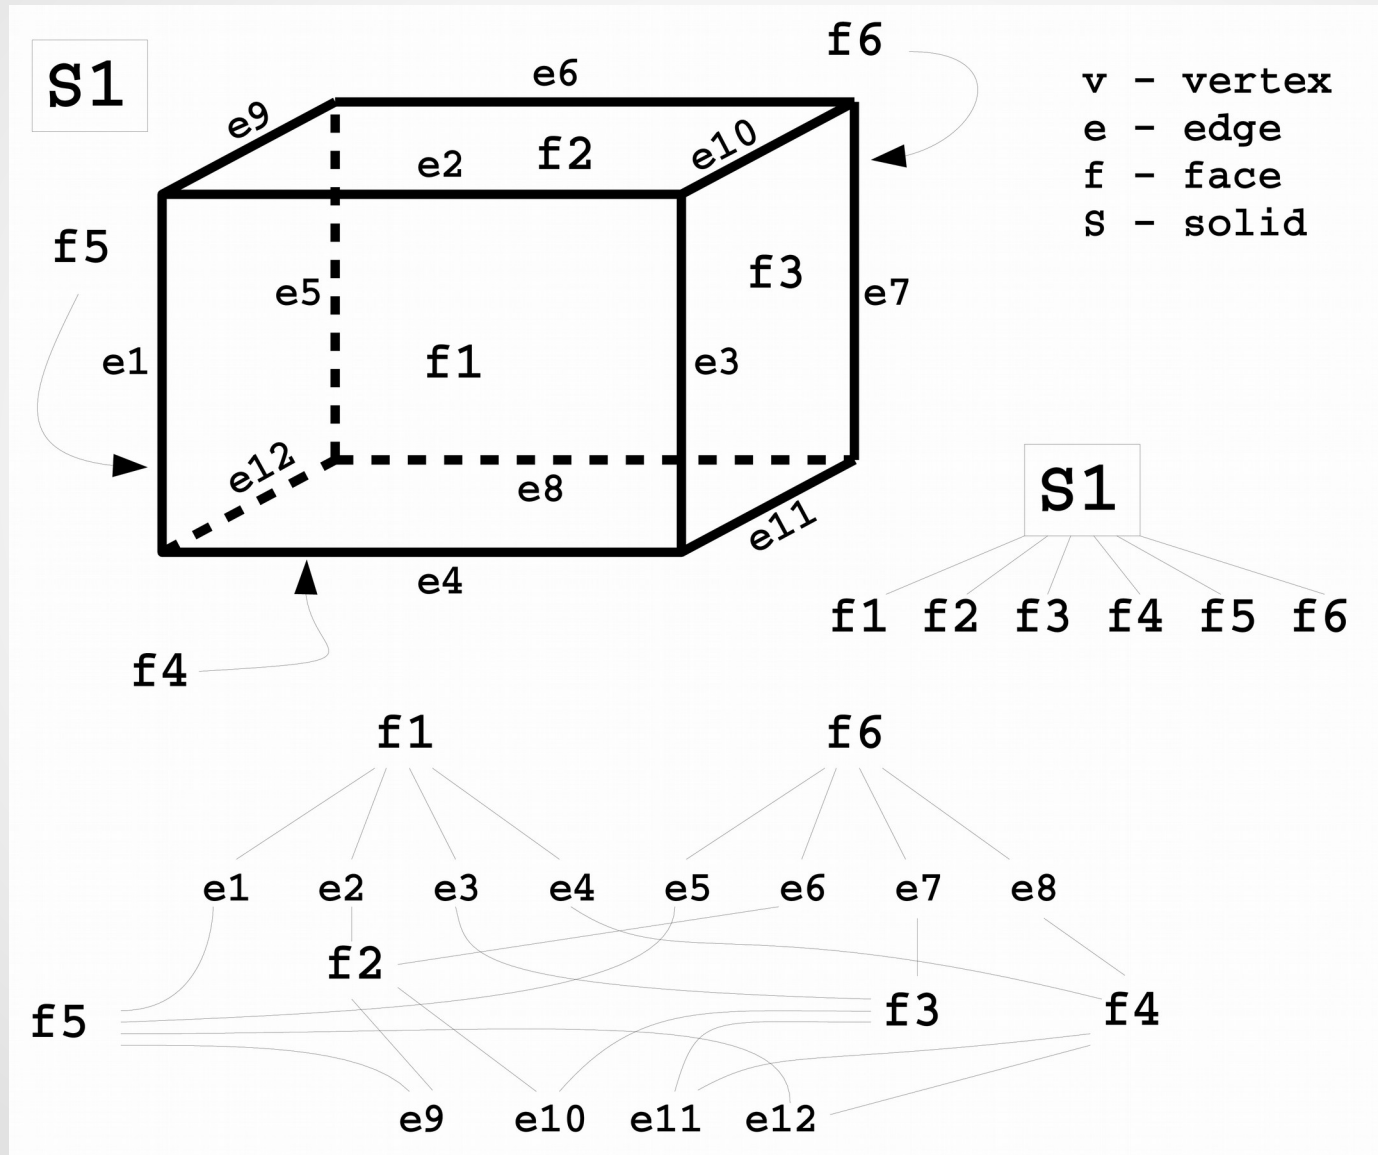 S1
f6
e6
e9
e10
e2
f2
v - vertex
e - edge
f - face
S - solid
f5
f3
e5
e7
e1
f1
e3
e12
e8
e11
e4
f4
S1
f1 f2 f3 f4 f5 f6
f1 f6
e1 e2 e3 e4 e5 e6 e7 e8
f2
f5 f3 f4
e9 e10 e11 e12